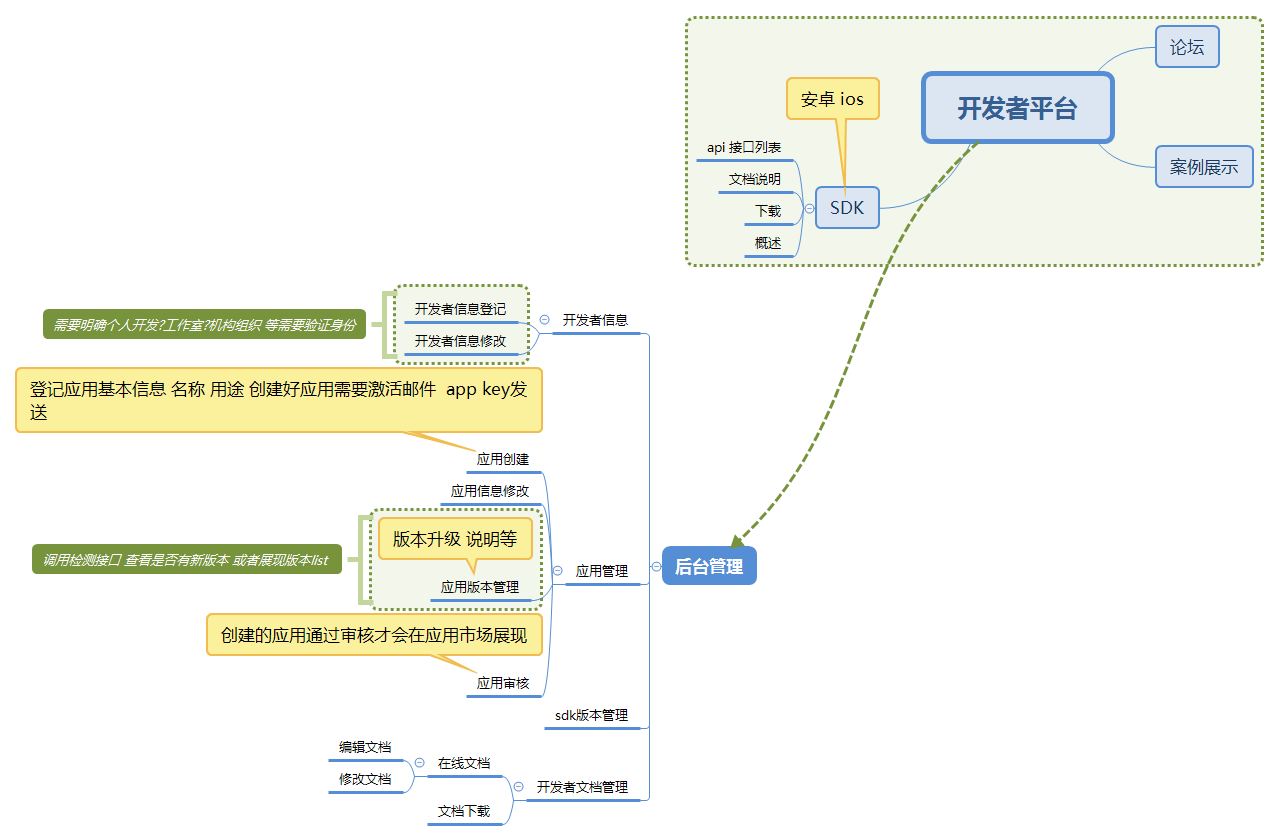 论坛
开发者平台
案例展示
安卓 ios
SDK
api 接口列表
文档说明
下载
概述
后台管理
开发者信息
开发者信息登记
开发者信息修改
需要明确个人开发?工作室?机构组织 等需要验证身份
应用管理
登记应用基本信息 名称 用途 创建好应用需要激活邮件  app key发
送
应用创建
应用信息修改
版本升级 说明等
应用版本管理
调用检测接口 查看是否有新版本 或者展现版本list
创建的应用通过审核才会在应用市场展现
应用审核
sdk版本管理
开发者文档管理
在线文档
编辑文档
修改文档
文档下载